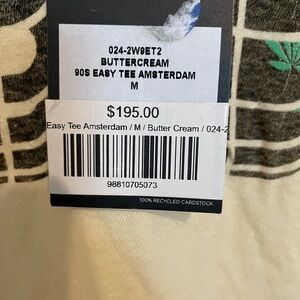 024-2W9ET2
BUTTERCREAM
90S EASY TEE AMSTERDAM
M
$195.00
Easy Tee Amsterdam / M / Butter Cream / 024-2
98810705073
100% RECYCLED CARDSTOCK